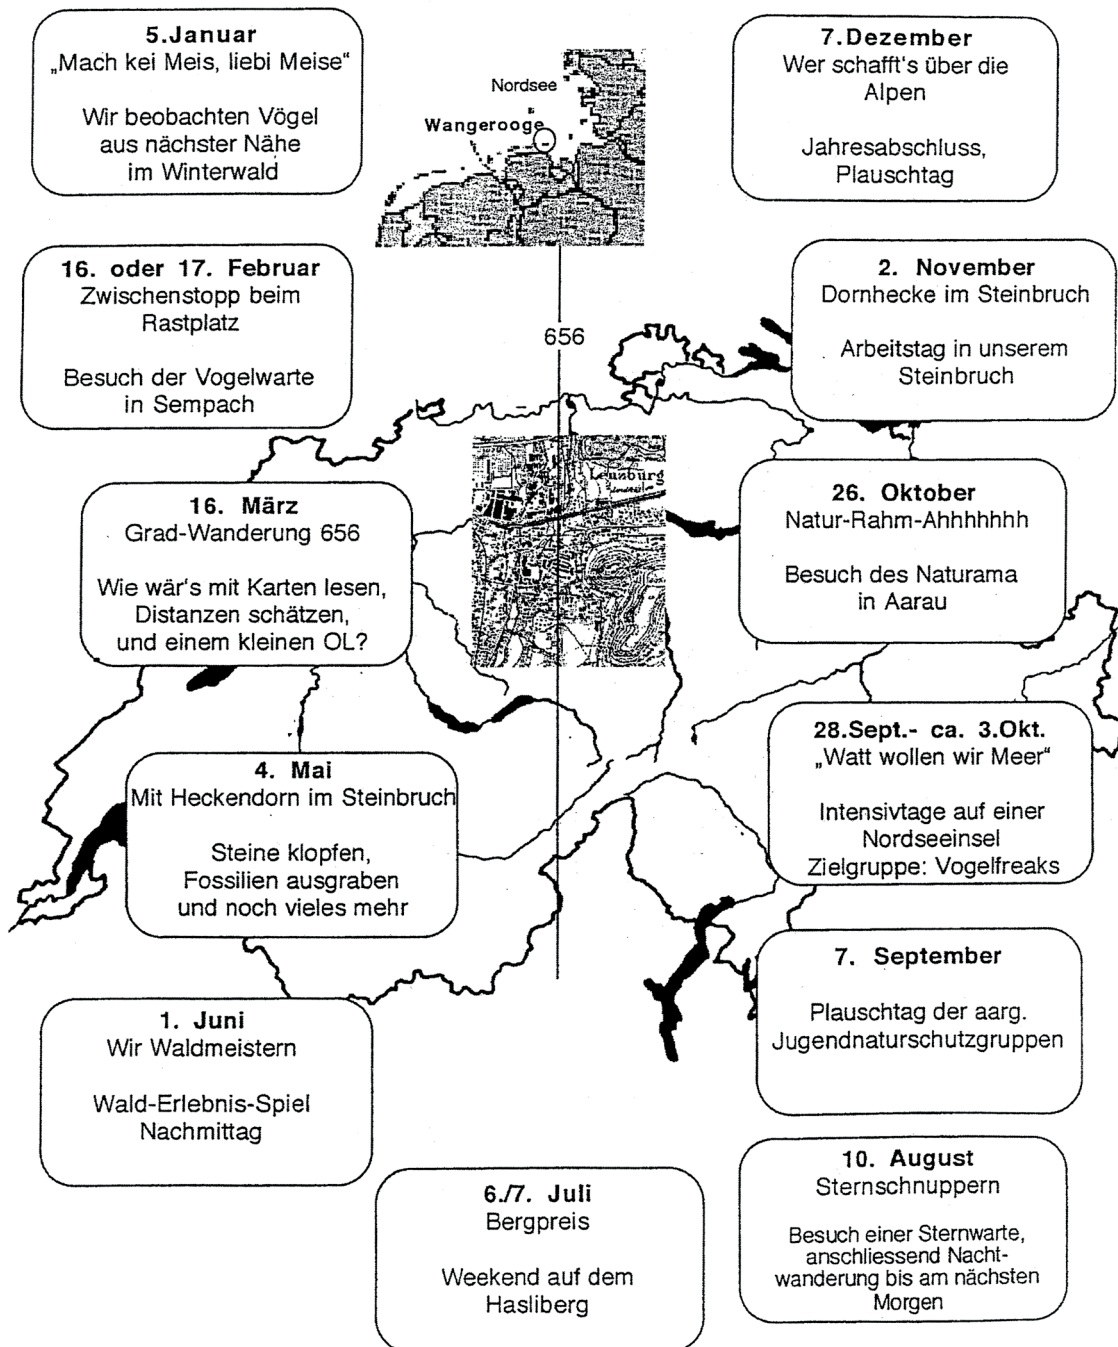 5.Januar
„Mach kei Meis, liebi Meise“
Wir beobachten Vögel
aus nächster Nähe
im Winterwald
Nordsee
Wangerooge
7.Dezember
Wer schafft's über die
Alpen
Jahresabschluss,
Plauschtag
16. oder 17. Februar
Zwischenstopp beim
Rastplatz
Besuch der Vogelwarte
in Sempach
656
2. November
Dornhecke im Steinbruch
Arbeitstag in unserem
Steinbruch
16. März
Grad-Wanderung 656
Wie wär's mit Karten lesen,
Distanzen schätzen,
und einem kleinen OL?
Lenzburg
26. Oktober
Natur-Rahm-Ahhhhhhh
Besuch des Naturama
in Aarau
4. Mai
Mit Heckendorn im Steinbruch
Steine klopfen,
Fossilien ausgraben
und noch vieles mehr
28.Sept.- ca. 3.Okt.
„Watt wollen wir Meer“
Intensivtage auf einer
Nordseeinsel
Zielgruppe: Vogelfreaks
1. Juni
Wir Waldmeistern
Wald-Erlebnis-Spiel
Nachmittag
7. September
Plauschtag der aarg.
Jugendnaturschutzgruppen
6./7. Juli
Bergpreis
Weekend auf dem
Hasliberg
10. August
Sternschnuppern
Besuch einer Sternwarte,
anschliessend Nacht-
wanderung bis am nächsten
Morgen